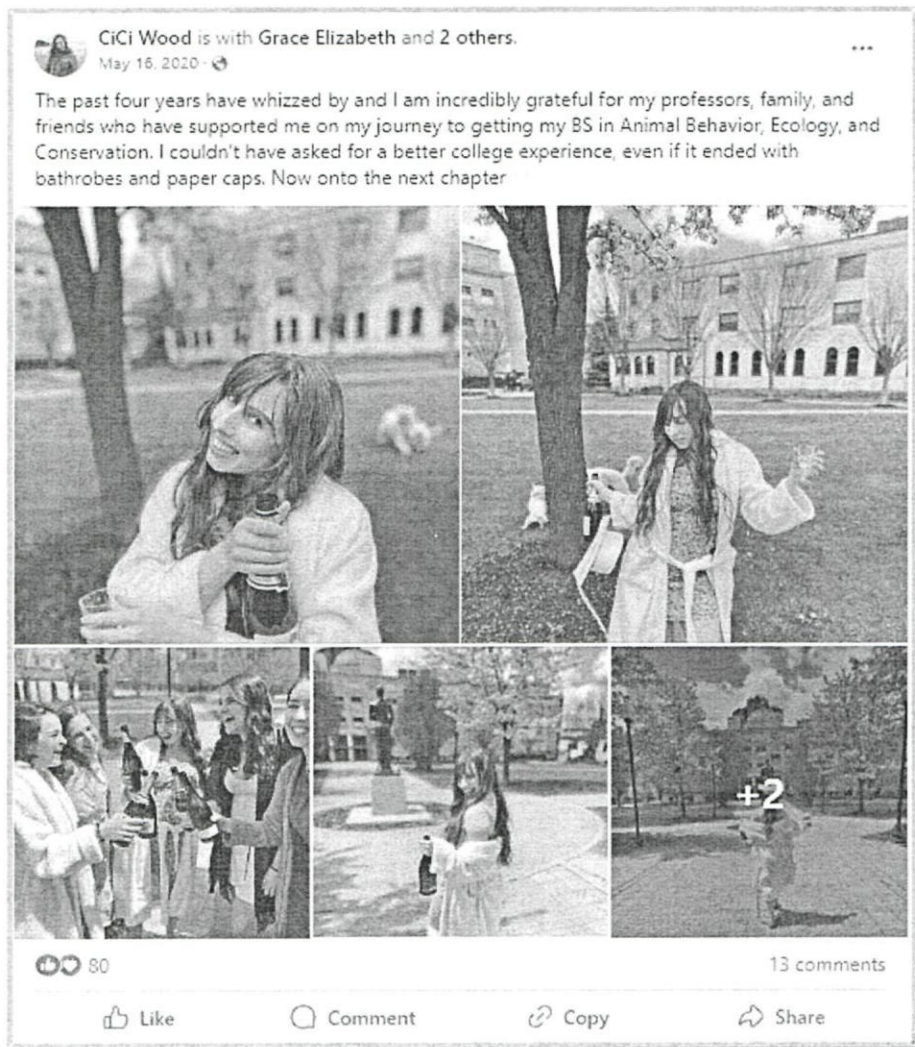 CiCi Wood is with Grace Elizabeth and 2 others.
May 16, 2020 ·
The past four years have whizzed by and I am incredibly grateful for my professors, family, and
friends who have supported me on my journey to getting my BS in Animal Behavior, Ecology, and
Conservation. I couldn't have asked for a better college experience, even if it ended with
bathrobes and paper caps. Now onto the next chapter
+2
80
13 comments
Like
Comment
Copy
Share